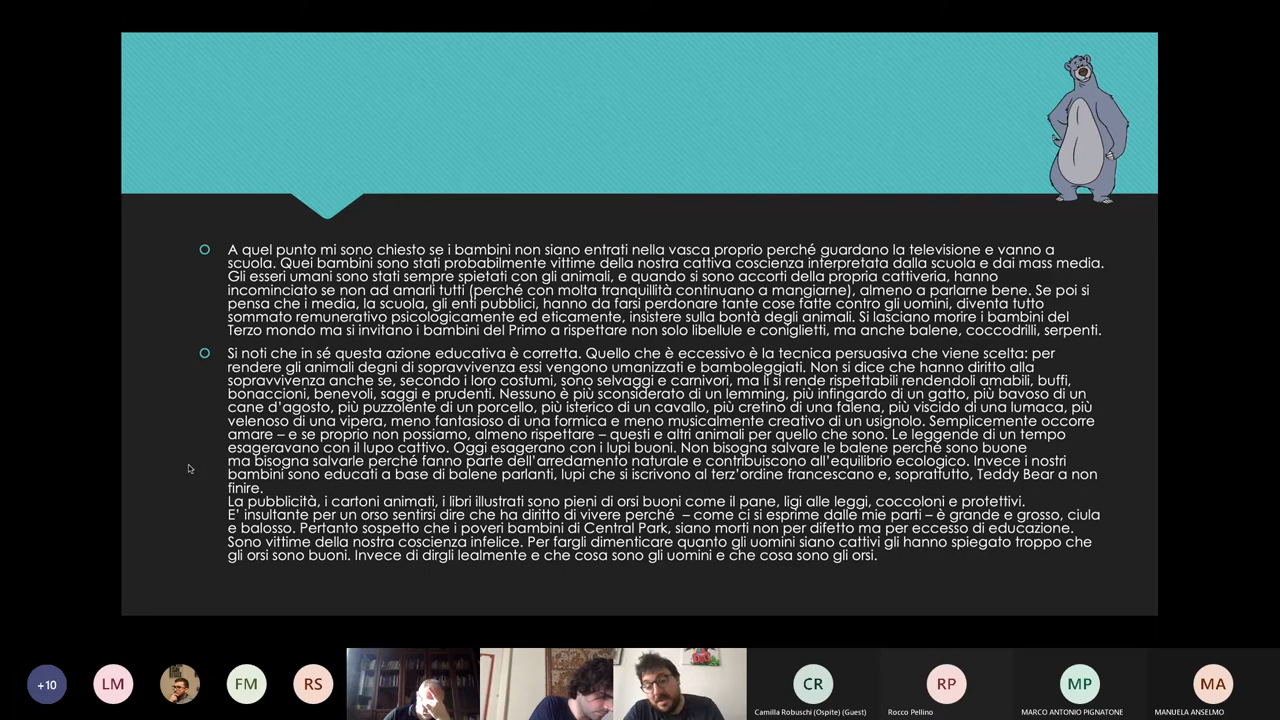 A quel punto mi sono chiesto se i bambini non siano entrati nella vasca proprio perché guardano la televisione e vanno a
scuola. Quei bambini sono stati probabilmente vittime della nostra cattiva coscienza interpretata dalla scuola e dai mass media.
Gli esseri umani sono stati sempre spietati con gli animali, e quando si sono accorti della propria cattiveria, hanno
incominciato se non ad amarli tutti (perché con molta tranquillità continuano a mangiarne), almeno a parlarne bene. Se poi si
pensa che i media, la scuola, gli enti pubblici, hanno da farsi perdonare tante cose fatte contro gli uomini, diventa tutto
sommato remunerativo psicologicamente ed eticamente, insistere sulla bontà degli animali. Si lasciano morire i bambini del
Terzo mondo ma si invitano i bambini del Primo a rispettare non solo libellule e coniglietti, ma anche balene, coccodrilli, serpenti.
Si noti che in sé questa azione educativa è corretta. Quello che è eccessivo è la tecnica persuasiva che viene scelta: per
rendere gli animali degni di sopravvivenza essi vengono umanizzati e bamboleggiati. Non si dice che hanno diritto alla
sopravvivenza anche se, secondo i loro costumi, sono selvaggi e carnivori, ma li si rende rispettabili rendendoli amabili, buffi,
bonaccioni, benevoli, saggi e prudenti. Nessuno è più sconsiderato di un lemming, più infingardo di un gatto, più bavoso di un
cane d’agosto, più puzzolente di un porcello, più isterico di un cavallo, più cretino di una falena, più viscido di una lumaca, più
velenoso di una vipera, meno fantasioso di una formica e meno musicalmente creativo di un usignolo. Semplicemente occorre
amare – e se proprio non possiamo, almeno rispettare – questi e altri animali per quello che sono. Le leggende di un tempo
esageravano con il lupo cattivo. Oggi esagerano con i lupi buoni. Non bisogna salvare le balene perché sono buone
ma bisogna salvarle perché fanno parte dell’arredamento naturale e contribuiscono all’equilibrio ecologico. Invece i nostri
bambini sono educati a base di balene parlanti, lupi che si iscrivono al terz’ordine francescano e, soprattutto, Teddy Bear a non
finire.
La pubblicità, i cartoni animati, i libri illustrati sono pieni di orsi buoni come il pane, ligi alle leggi, coccoloni e protettivi.
E’ insultante per un orso sentirsi dire che ha diritto di vivere perché – come ci si esprime dalle mie parti – è grande e grosso, ciula
e balosso. Pertanto sospetto che i poveri bambini di Central Park, siano morti non per difetto ma per eccesso di educazione.
Sono vittime della nostra coscienza infelice. Per fargli dimenticare quanto gli uomini siano cattivi gli hanno spiegato troppo che
gli orsi sono buoni. Invece di dirgli lealmente e che cosa sono gli uomini e che cosa sono gli orsi.
+10
LM
FM
RS
CR
RP
MP
MA
Camilla Robuschi (Ospite) (Guest)
Rocco Pellino
MARCO ANTONIO PIGNATONE
MANUELA ANSELMO